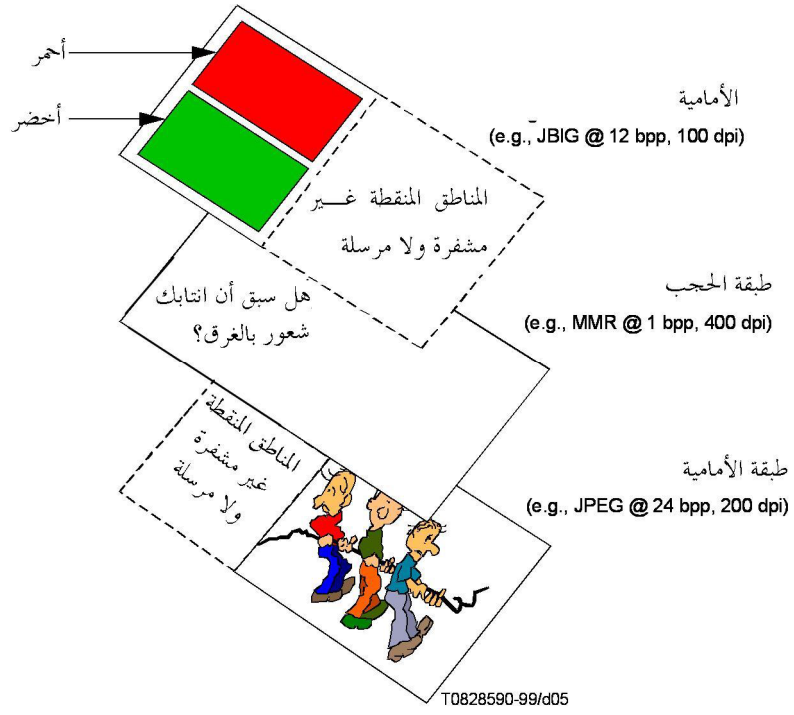 أحمر
أخضر
الأمامية
(e.g., JBIG @ 12 bpp, 100 dpi)
المناطق المنقطة غـــير
مشفرة ولا مرسلة
طبقة الحجب
(e.g., MMR @ 1 bpp, 400 dpi)
هل سبق أن انتابك
شعور بالغرق؟
المناطق المنقطة
غير مشفرة
ولا مرسلة
طبقة الأمامية
(e.g., JPEG @ 24 bpp, 200 dpi)
T0828590-99/d05